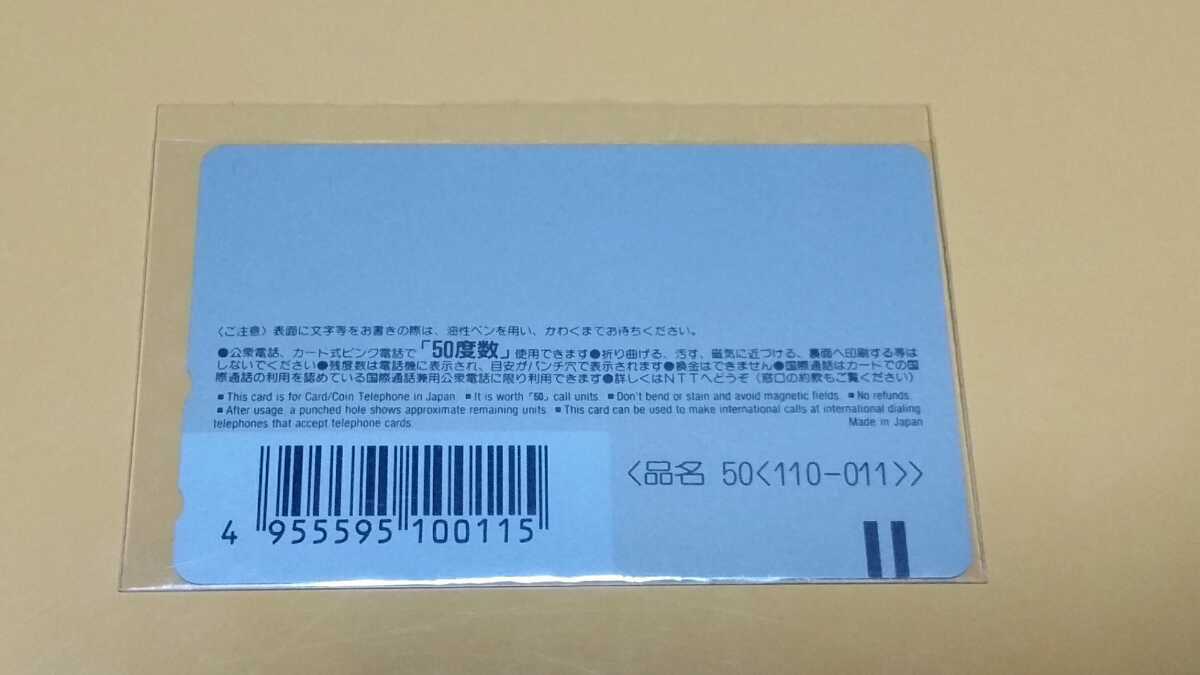 〈ご注意〉表面に文字等をお書きの際は、油性ペンを用い、かわくまでお待ちください。
●公衆電話、カード式ピンク電話で「50度数」使用できます●折り曲げる、汚す、磁気に近づける、裏面へ印刷する等は
しないでください●残度数は電話機に表示され、目安がパンチ穴で表示されます●換金はできません●国際通話はカードでの国
際通話の利用を認めている国際通話兼用公衆電話に限り利用できます●詳しくはNTTへどうぞ（窓口の約款もご覧ください）
■ This card is for Card/Coin Telephone in Japan. ■ It is worth「50」call units. ■ Don't bend or stain and avoid magnetic fields. ■ No refunds.
■ After usage, a punched hole shows approximate remaining units. ■ This card can be used to make international calls at international dialing
telephones that accept telephone cards. Made in Japan
〈品名 50〈110-011〉〉
4 955595 100115